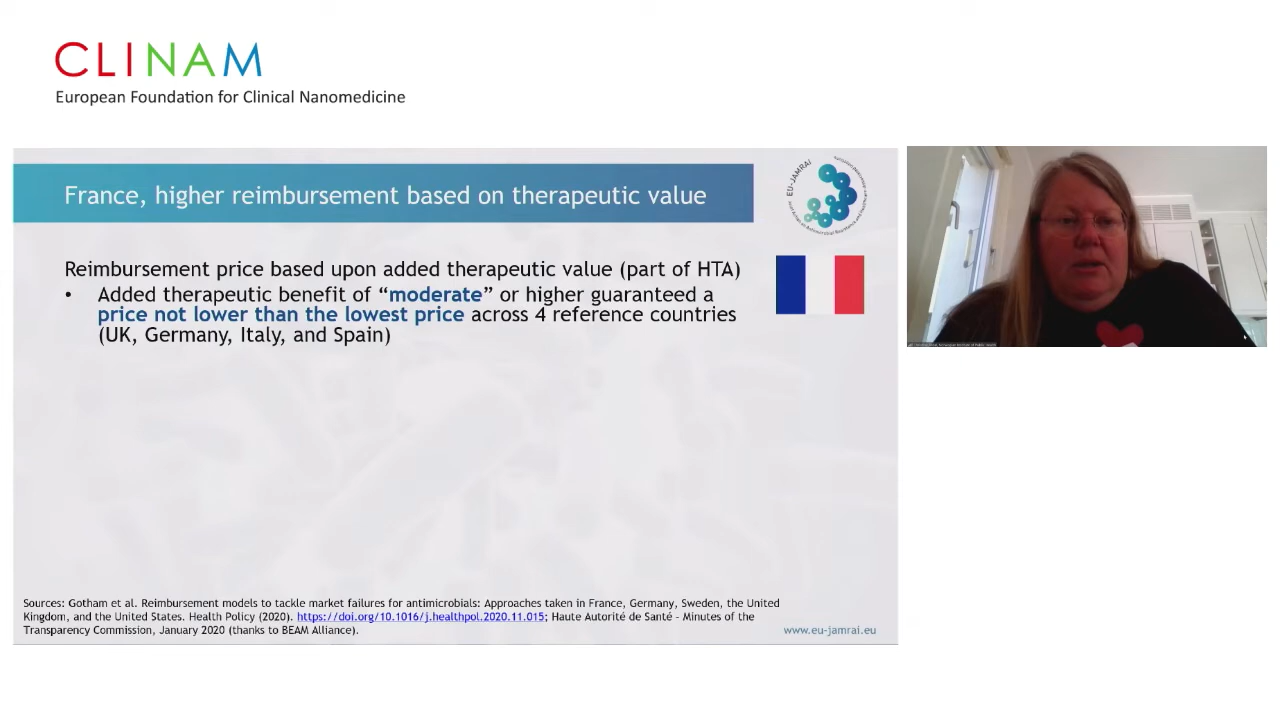 CLINAM
European Foundation for Clinical Nanomedicine
France, higher reimbursement based on therapeutic value
EU-JAMRAI
Reimbursement price based upon added therapeutic value (part of HTA)
• Added therapeutic benefit of “moderate” or higher guaranteed a
price not lower than the lowest price across 4 reference countries
(UK, Germany, Italy, and Spain)
Sources: Gotham et al. Reimbursement models to tackle market failures for antimicrobials: Approaches taken in France, Germany, Sweden, the United
Kingdom, and the United States. Health Policy (2020). https://doi.org/10.1016/j.healthpol.2020.11.015; Haute Autorité de Santé - Minutes of the
Transparency Commission, January 2020 (thanks to BEAM Alliance).
www.eu-jamrai.eu